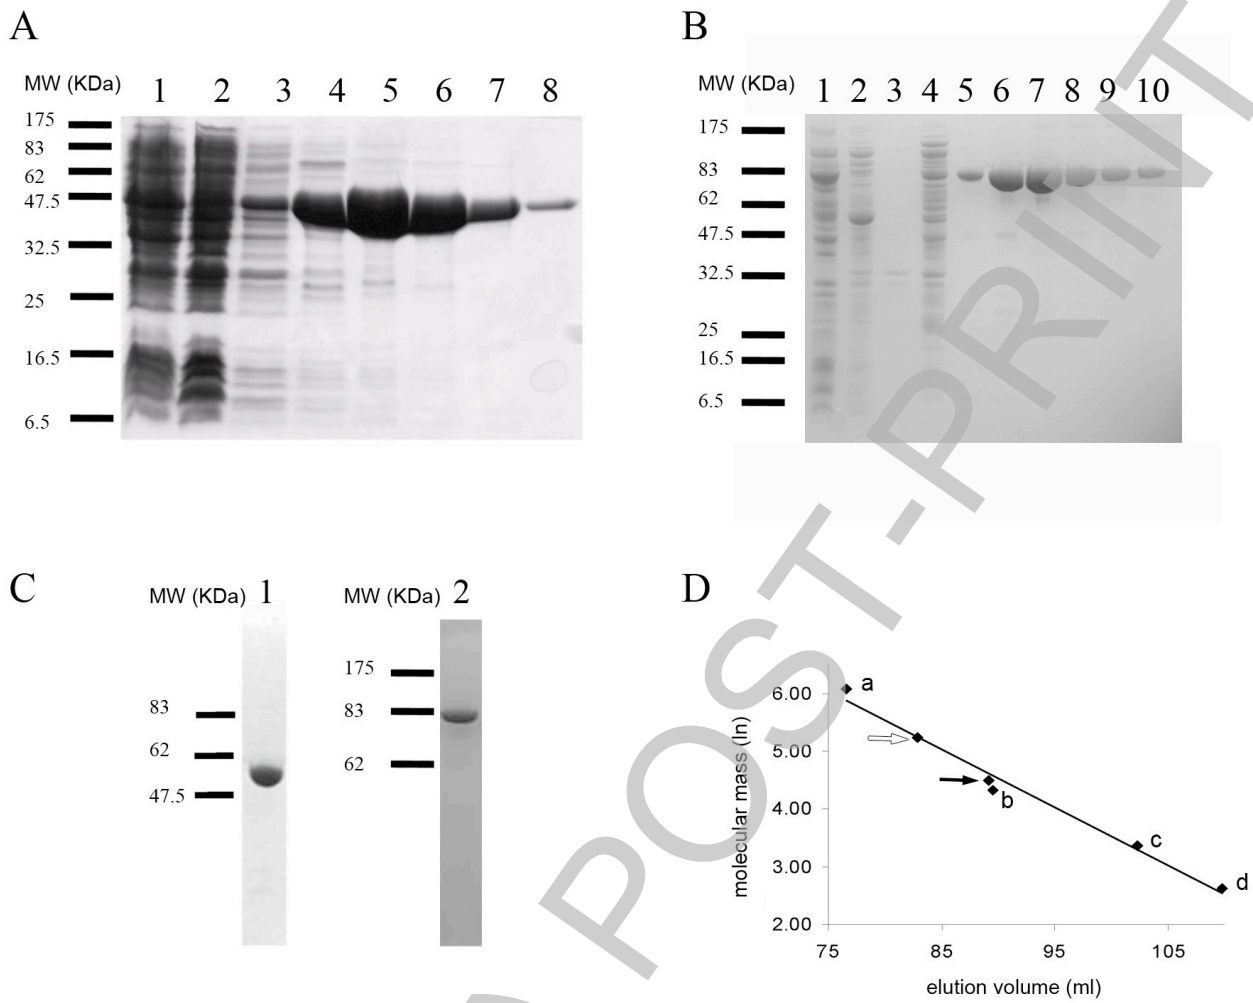 A
MW (KDa) 1 2 3 4 5 6 7 8
175
83
62
47.5
32.5
25
16.5
6.5
B
MW (KDa) 1 2 3 4 5 6 7 8 9 10
175
83
62
47.5
32.5
25
16.5
6.5
C
MW (KDa) 1
83
62
47.5
MW (KDa) 2
175
83
62
D
molecular mass (ln)
6.00
5.00
4.00
3.00
2.00
a
b
c
d
75 85 95 105
elution volume (ml)
POST-PRINT